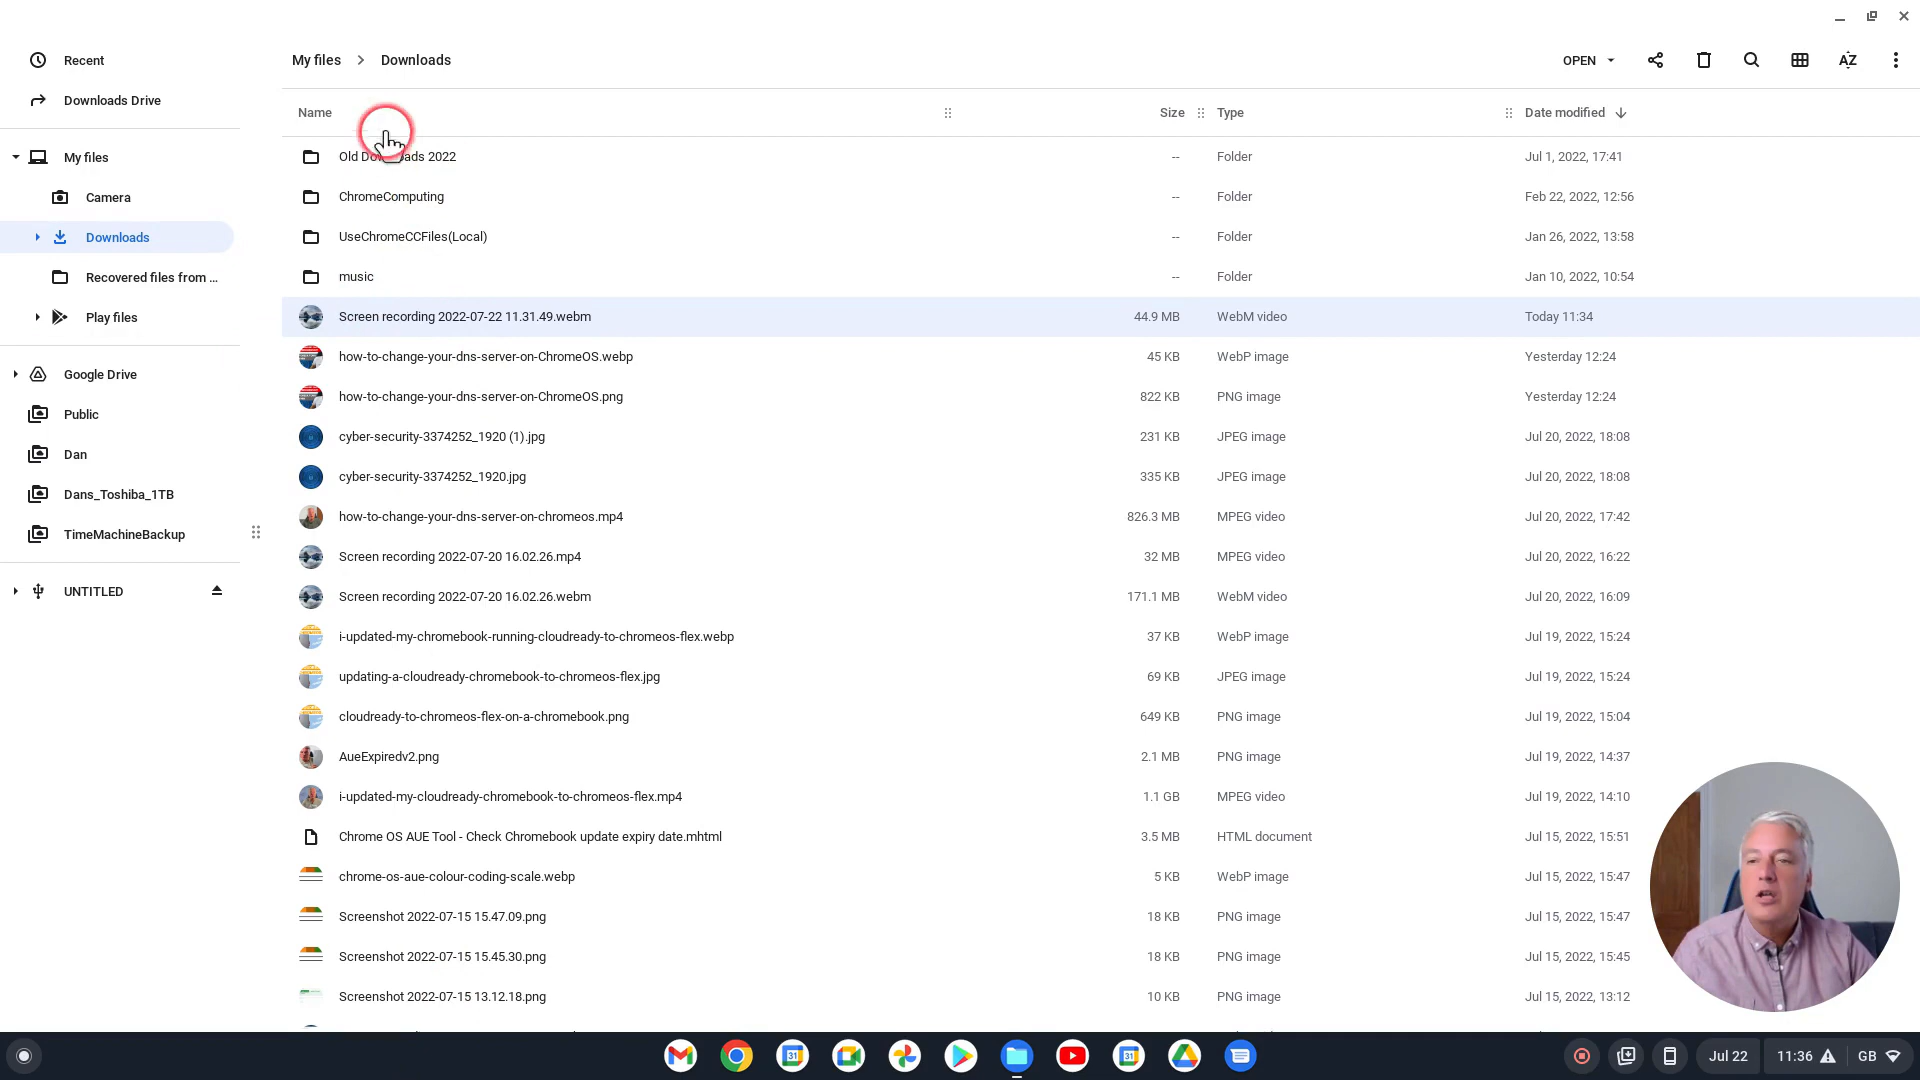 Recent
Downloads Drive
My files
Camera
Downloads
Recovered files from ...
Play files
Google Drive
Public
Dan
Dans_Toshiba_1TB
TimeMachineBackup
UNTITLED
My files > Downloads
OPEN
AZ
Name Size Type Date modified
Old Downloads 2022 -- Folder Jul 1, 2022, 17:41
ChromeComputing -- Folder Feb 22, 2022, 12:56
UseChromeCCFiles(Local) -- Folder Jan 26, 2022, 13:58
music -- Folder Jan 10, 2022, 10:54
Screen recording 2022-07-22 11.31.49.webm 44.9 MB WebM video Today 11:34
how-to-change-your-dns-server-on-ChromeOS.webp 45 KB WebP image Yesterday 12:24
how-to-change-your-dns-server-on-ChromeOS.png 822 KB PNG image Yesterday 12:24
cyber-security-3374252_1920 (1).jpg 231 KB JPEG image Jul 20, 2022, 18:08
cyber-security-3374252_1920.jpg 335 KB JPEG image Jul 20, 2022, 18:08
how-to-change-your-dns-server-on-chromeos.mp4 826.3 MB MPEG video Jul 20, 2022, 17:42
Screen recording 2022-07-20 16.02.26.mp4 32 MB MPEG video Jul 20, 2022, 16:22
Screen recording 2022-07-20 16.02.26.webm 171.1 MB WebM video Jul 20, 2022, 16:09
i-updated-my-chromebook-running-cloudready-to-chromeos-flex.webp 37 KB WebP image Jul 19, 2022, 15:24
updating-a-cloudready-chromebook-to-chromeos-flex.jpg 69 KB JPEG image Jul 19, 2022, 15:24
cloudready-to-chromeos-flex-on-a-chromebook.png 649 KB PNG image Jul 19, 2022, 15:04
AueExpiredv2.png 2.1 MB PNG image Jul 19, 2022, 14:37
i-updated-my-cloudready-chromebook-to-chromeos-flex.mp4 1.1 GB MPEG video Jul 19, 2022, 14:10
Chrome OS AUE Tool - Check Chromebook update expiry date.mhtml 3.5 MB HTML document Jul 15, 2022, 15:51
chrome-os-aue-colour-coding-scale.webp 5 KB WebP image Jul 15, 2022, 15:47
Screenshot 2022-07-15 15.47.09.png 18 KB PNG image Jul 15, 2022, 15:47
Screenshot 2022-07-15 15.45.30.png 18 KB PNG image Jul 15, 2022, 15:45
Screenshot 2022-07-15 13.12.18.png 10 KB PNG image Jul 15, 2022, 13:12
31
31
Jul 22
11:36
GB